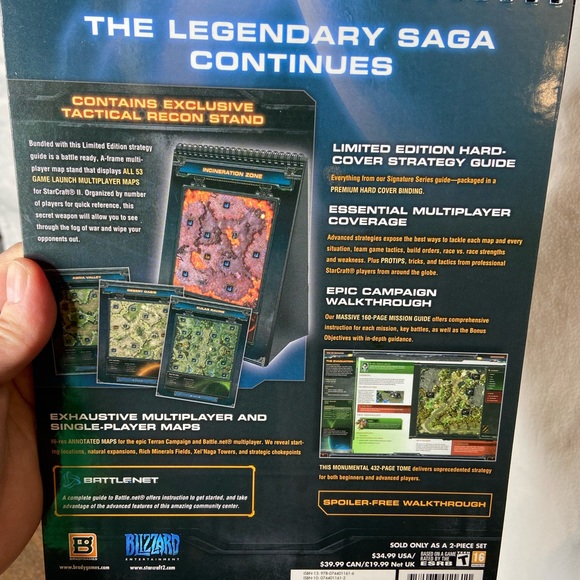 THE LEGENDARY SAGA
CONTINUES
CONTAINS EXCLUSIVE
TACTICAL RECON STAND
Bundled with this Limited Edition strategy
guide is a battle ready, A-frame multi-
player map stand that displays ALL 53
GAME LAUNCH MULTIPLAYER MAPS
for StarCraft® II. Organized by number
of players for quick reference, this
secret weapon will allow you to see
through the fog of war and wipe your
opponents out.
INCINERATION ZONE
EXHAUSTIVE MULTIPLAYER AND
SINGLE-PLAYER MAPS
Hi-res ANNOTATED MAPS for the epic Terran Campaign and Battle.net® multiplayer. We reveal start-
ing locations, natural expansions, Rich Minerals Fields, Xel'Naga Towers, and strategic chokepoints
BATTLE.NET
A complete guide to Battle.net® offers instruction to get started, and take
advantage of the advanced features of this amazing community center.
LIMITED EDITION HARD-
COVER STRATEGY GUIDE
Everything from our Signature Series guide—packaged in a
PREMIUM HARD COVER BINDING.
ESSENTIAL MULTIPLAYER
COVERAGE
Advanced strategies expose the best ways to tackle each map and every
situation, team game tactics, build orders, race vs. race strengths
and weakness. Plus PROTIPS, tricks, and tactics from professional
StarCraft® players from around the globe.
EPIC CAMPAIGN
WALKTHROUGH
Our MASSIVE 160-PAGE MISSION GUIDE offers comprehensive
instruction for each mission, key battles, as well as the Bonus
Objectives with in-depth guidance.
THIS MONUMENTAL 432-PAGE TOME delivers unprecedented strategy
for both beginners and advanced players.
SPOILER-FREE WALKTHROUGH
B
www.bradygames.com
BLIZZARD
ENTERTAINMENT
www.starcraft2.com
SOLD ONLY AS A 2-PIECE SET
$34.99 USA/
$39.99 CAN/£19.99 Net UK
BASED ON A GAME
RATED BY THE
ESRB
T
16